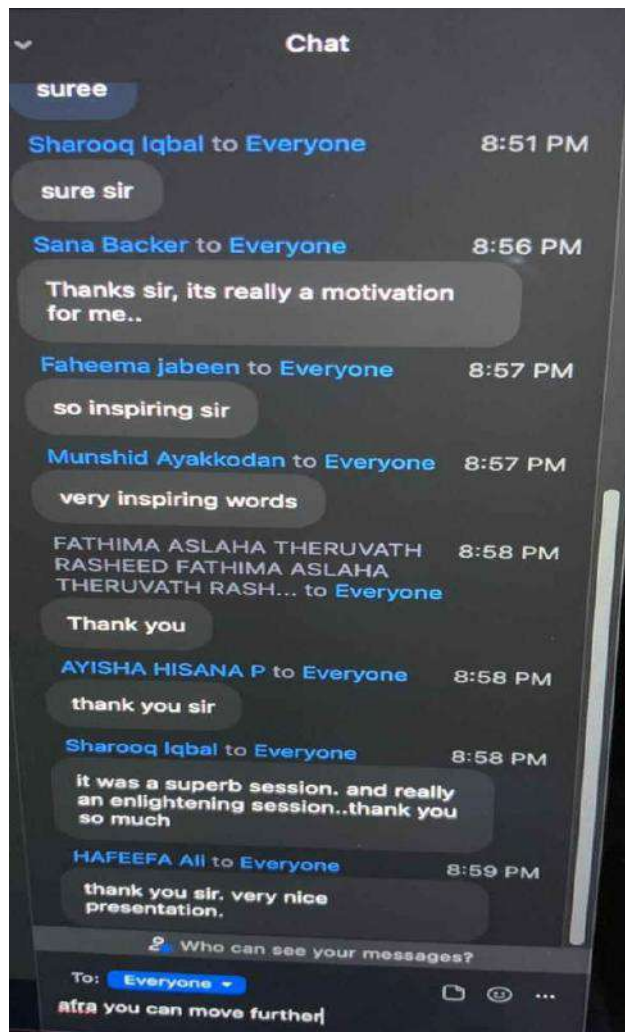 Chat
suree
Sharooq Iqbal to Everyone 8:51 PM
sure sir
Sana Backer to Everyone 8:56 PM
Thanks sir, its really a motivation
for me..
Faheema jabeen to Everyone 8:57 PM
so inspiring sir
Munshid Ayakkodan to Everyone 8:57 PM
very inspiring words
FATHIMA ASLAHA THERUVATH 8:58 PM
RASHEED FATHIMA ASLAHA
THERUVATH RASH... to Everyone
Thank you
AYISHA HISANA P to Everyone 8:58 PM
thank you sir
Sharooq Iqbal to Everyone 8:58 PM
it was a superb session. and really
an enlightening session..thank you
so much
HAFEEFA Ali to Everyone 8:59 PM
thank you sir. very nice
presentation.
Who can see your messages?
To: Everyone
afra you can move further